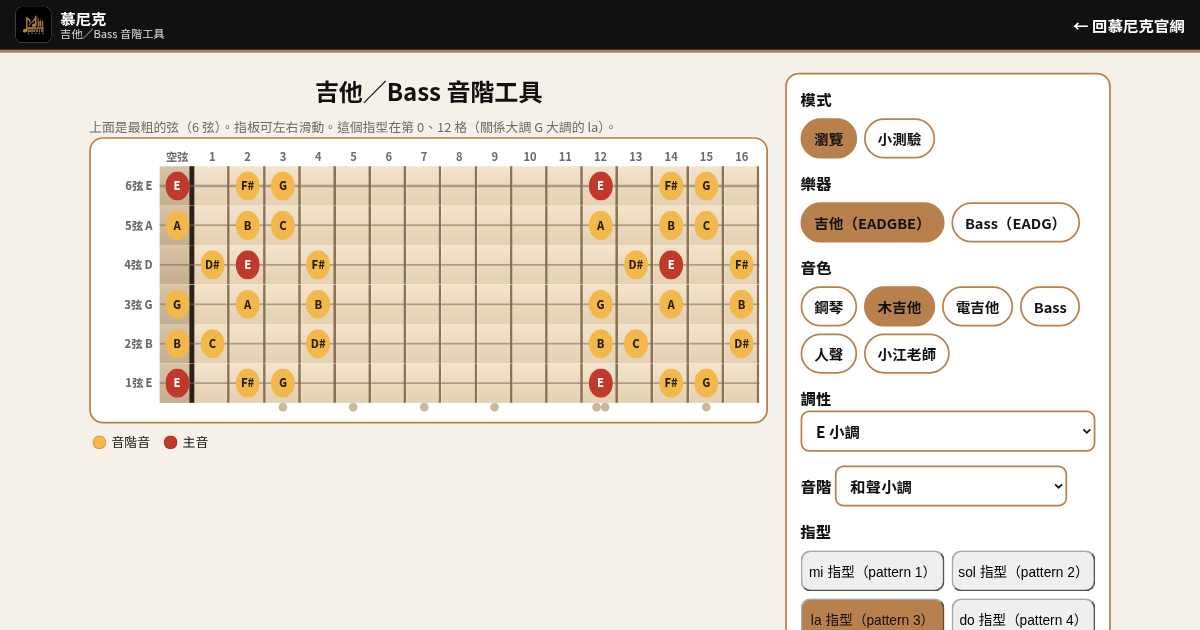 慕尼克
吉他／Bass 音階工具
← 回慕尼克官網
吉他／Bass 音階工具
上面是最粗的弦（6 弦）。指板可左右滑動。這個指型在第 0、12 格（關係大調 G 大調的 la）。
空弦 1 2 3 4 5 6 7 8 9 10 11 12 13 14 15 16
6弦 E E F# G E F# G
5弦 A A B C A B C
4弦 D D# E F# D# E F#
3弦 G G A B G A B
2弦 B B C D# B C D#
1弦 E E F# G E F# G
音階音 主音
模式
瀏覽 小測驗
樂器
吉他（EADGBE） Bass（EADG）
音色
鋼琴 木吉他 電吉他 Bass
人聲 小江老師
調性
E 小調
音階 和聲小調
指型
mi 指型（pattern 1） sol 指型（pattern 2）
la 指型（pattern 3） do 指型（pattern 4）